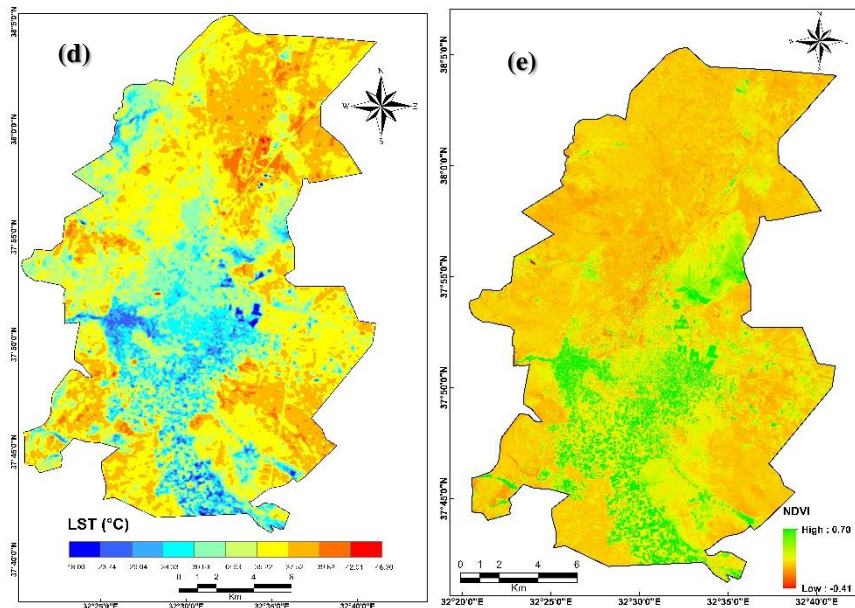 (d)
N
W
E
S
38°5'0"N
38°0'0"N
37°55'0"N
37°50'0"N
37°45'0"N
37°40'0"N
LST (°C)
0 1 2 4 6 8
Km
32°25'0"E 32°30'0"E 32°35'0"E 32°40'0"E
(e)
N
W
S
38°5'0"N
38°0'0"N
37°55'0"N
37°50'0"N
37°45'0"N
NDVI
High : 0.70
Low : -0.41
0 1 2 4 6
Km
32°20'0"E 32°25'0"E 32°30'0"E 32°35'0"E 32°40'0"E